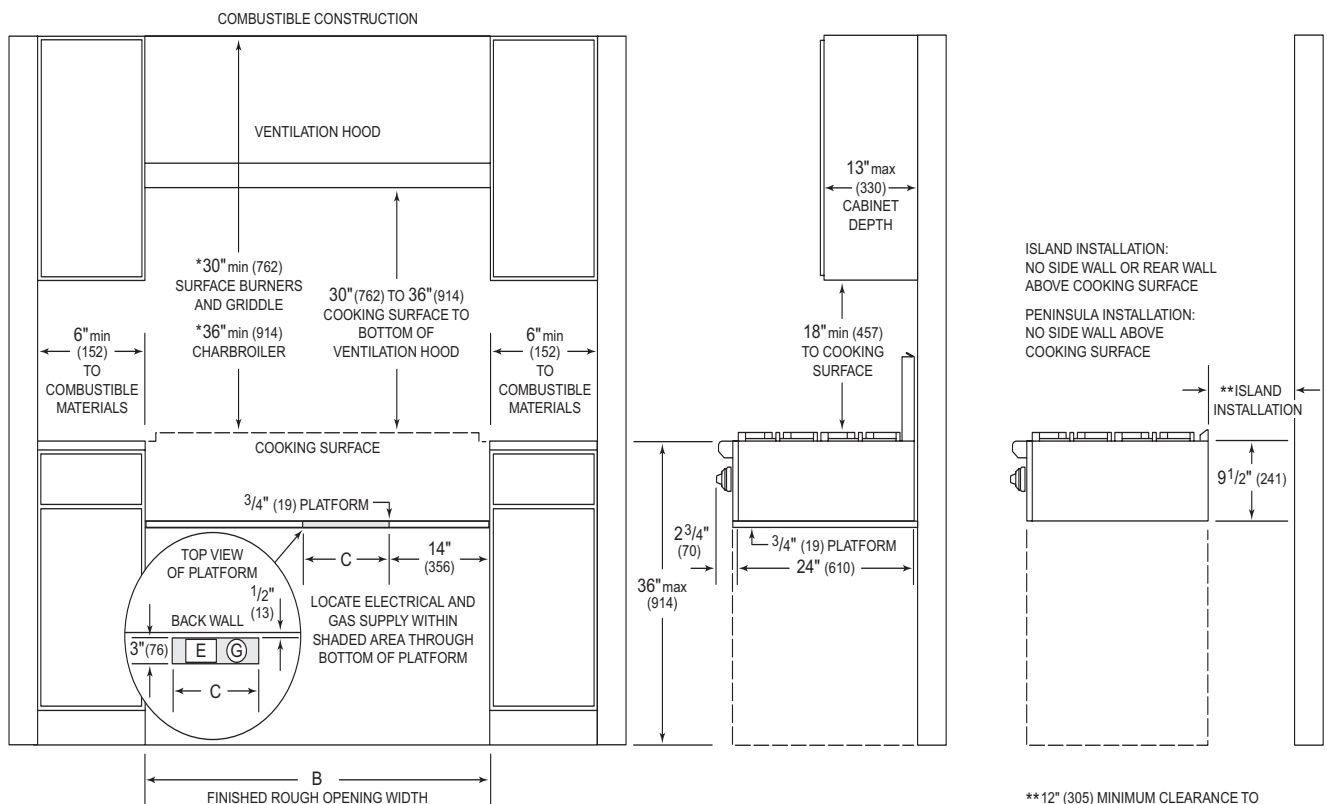 COMBUSTIBLE CONSTRUCTION
VENTILATION HOOD
*30" min (762)
SURFACE BURNERS
AND GRIDDLE
*36" min (914)
CHARBROILER
30" (762) TO 36" (914)
COOKING SURFACE TO
BOTTOM OF
VENTILATION HOOD
6" min
(152)
TO
COMBUSTIBLE
MATERIALS
6" min
(152)
TO
COMBUSTIBLE
MATERIALS
COOKING SURFACE
3/4" (19) PLATFORM
TOP VIEW
OF PLATFORM
C
14"
(356)
1/2"
(13)
BACK WALL
3" (76)
E
G
C
LOCATE ELECTRICAL AND
GAS SUPPLY WITHIN
SHADED AREA THROUGH
BOTTOM OF PLATFORM
B
FINISHED ROUGH OPENING WIDTH
13" max
(330)
CABINET
DEPTH
18" min (457)
TO COOKING
SURFACE
2 3/4"
(70)
3/4" (19) PLATFORM
24" (610)
36" max
(914)
ISLAND INSTALLATION:
NO SIDE WALL OR REAR WALL
ABOVE COOKING SURFACE
PENINSULA INSTALLATION:
NO SIDE WALL ABOVE
COOKING SURFACE
**ISLAND
INSTALLATION
9 1/2" (241)
**12" (305) MINIMUM CLEARANCE TO